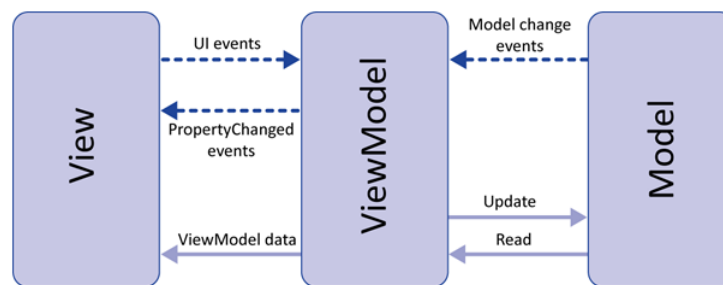 View
UI events
PropertyChanged
events
ViewModel data
ViewModel
Model change
events
Update
Read
Model